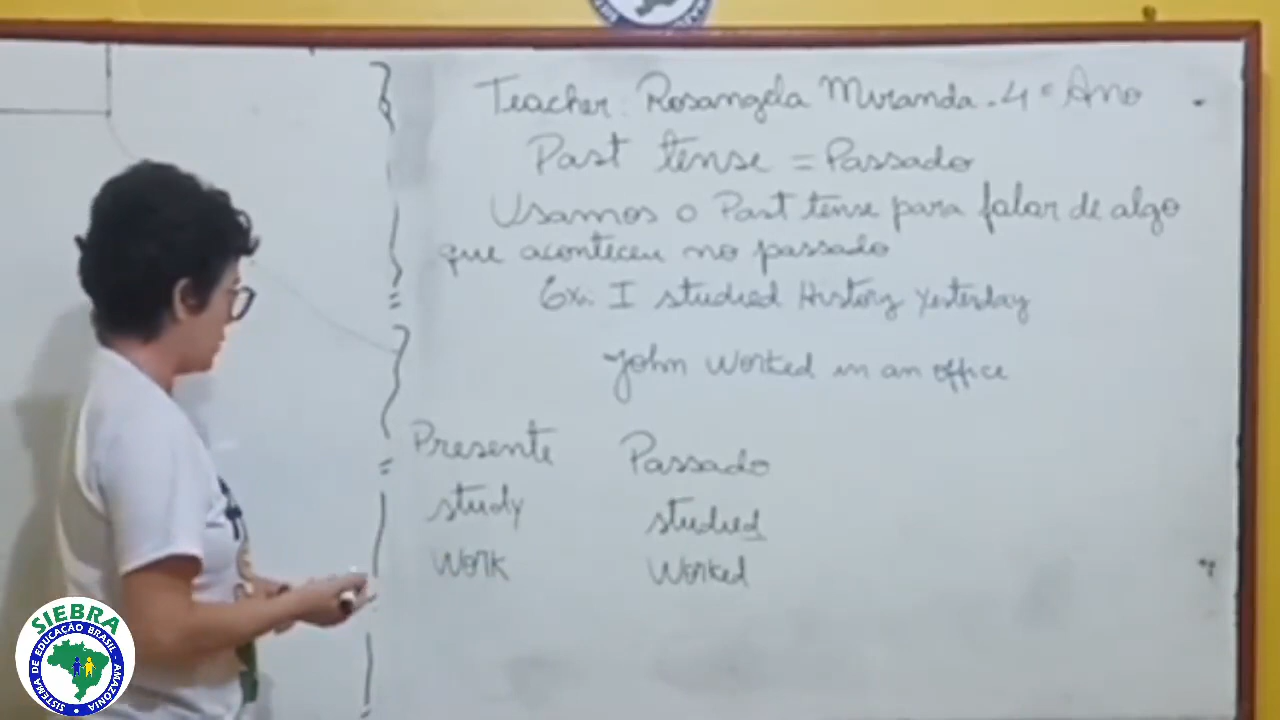 Teacher: Rosangela Miranda - 4º Ano
Past tense = Passado
Usamos o Past tense para falar de algo
que aconteceu no passado
Ex: I studied History Yesterday
John Worked in an office
Presente Passado
study studied
Work Worked
SIEBRA
SISTEMA DE EDUCAÇÃO BRASIL - AMAZÔNIA